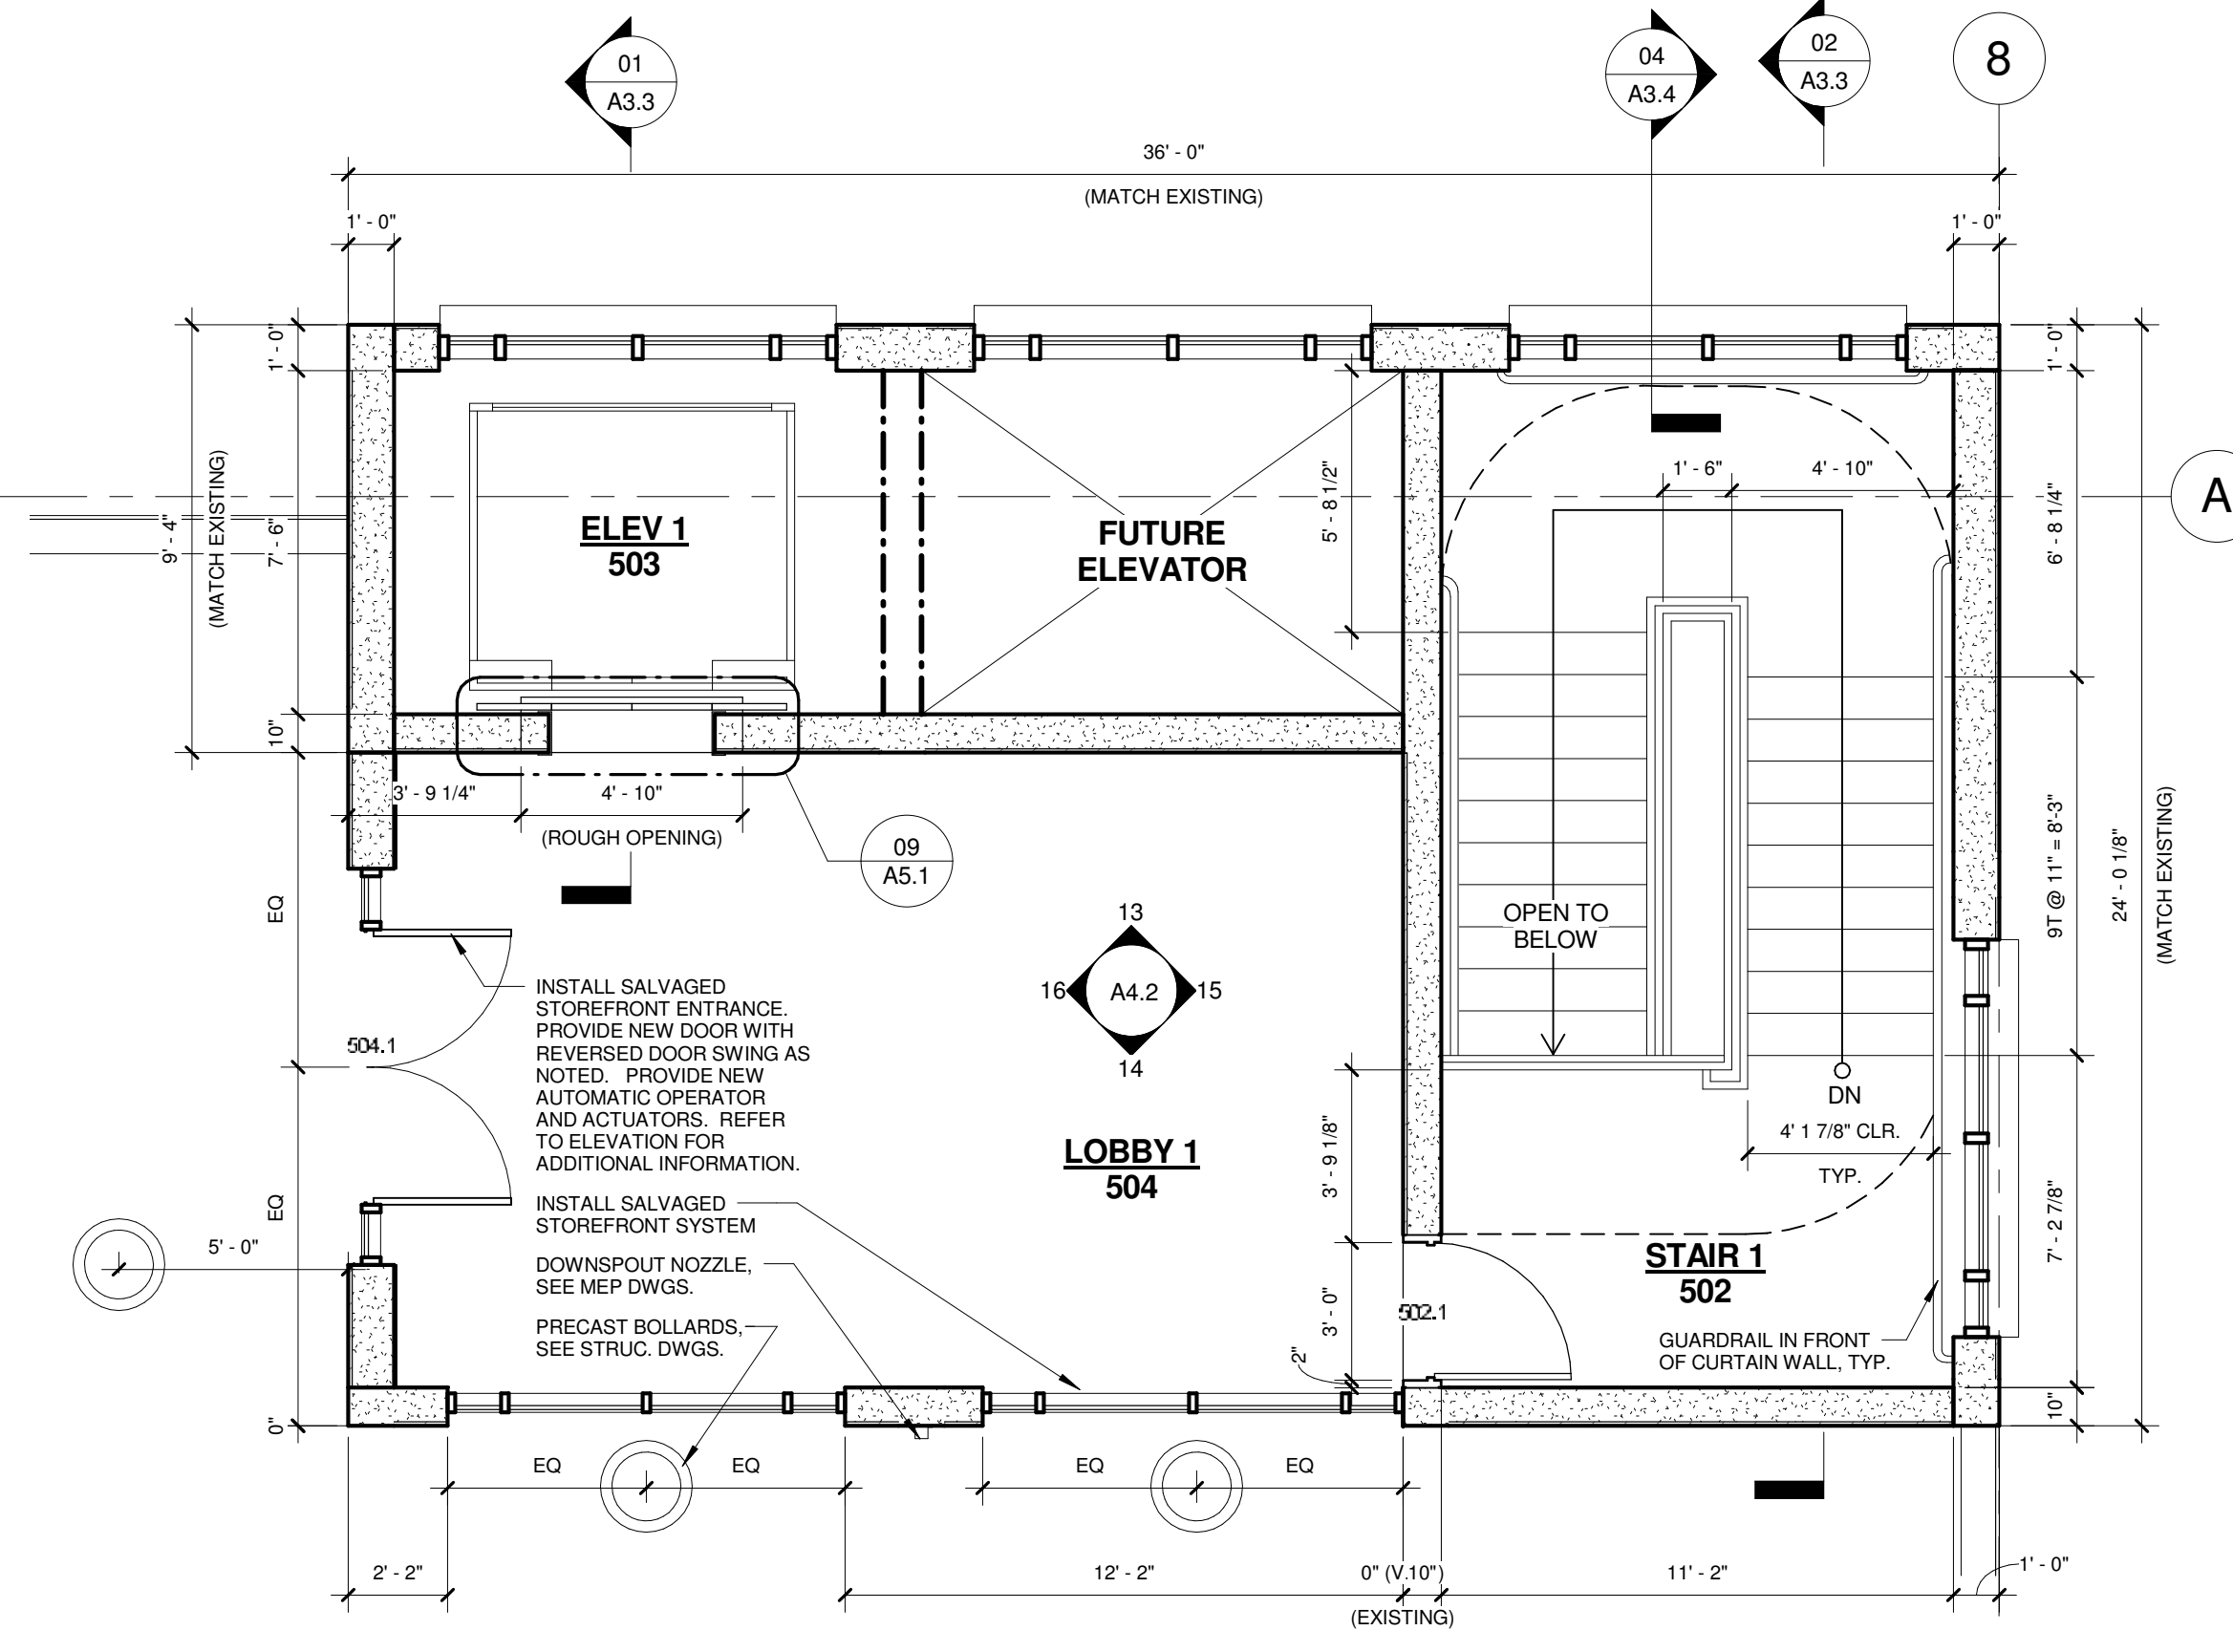 01
A3.3
04
A3.4
02
A3.3
8
36' - 0"
(MATCH EXISTING)
1' - 0"
1' - 0"
1' - 0"
1' - 0"
9' - 4"
(MATCH EXISTING)
7' - 6"
10"
ELEV 1
503
FUTURE
ELEVATOR
5' - 8 1/2"
1' - 6"
4' - 10"
6' - 8 1/4"
A
3' - 9 1/4"
4' - 10"
(ROUGH OPENING)
09
A5.1
EQ
EQ
504.1
INSTALL SALVAGED
STOREFRONT ENTRANCE.
PROVIDE NEW DOOR WITH
REVERSED DOOR SWING AS
NOTED. PROVIDE NEW
AUTOMATIC OPERATOR
AND ACTUATORS. REFER
TO ELEVATION FOR
ADDITIONAL INFORMATION.
INSTALL SALVAGED
STOREFRONT SYSTEM
DOWNSPOUT NOZZLE,
SEE MEP DWGS.
PRECAST BOLLARDS,
SEE STRUC. DWGS.
13
16
A4.2
15
14
LOBBY 1
504
OPEN TO
BELOW
DN
4' 1 7/8" CLR.
TYP.
9T @ 11" = 8'-3"
24' - 0 1/8"
(MATCH EXISTING)
3' - 9 1/8"
3' - 0"
2"
502.1
STAIR 1
502
GUARDRAIL IN FRONT
OF CURTAIN WALL, TYP.
7' - 2 7/8"
10"
5' - 0"
0"
EQ
EQ
EQ
EQ
2' - 2"
12' - 2"
0" (V.10")
(EXISTING)
11' - 2"
1' - 0"